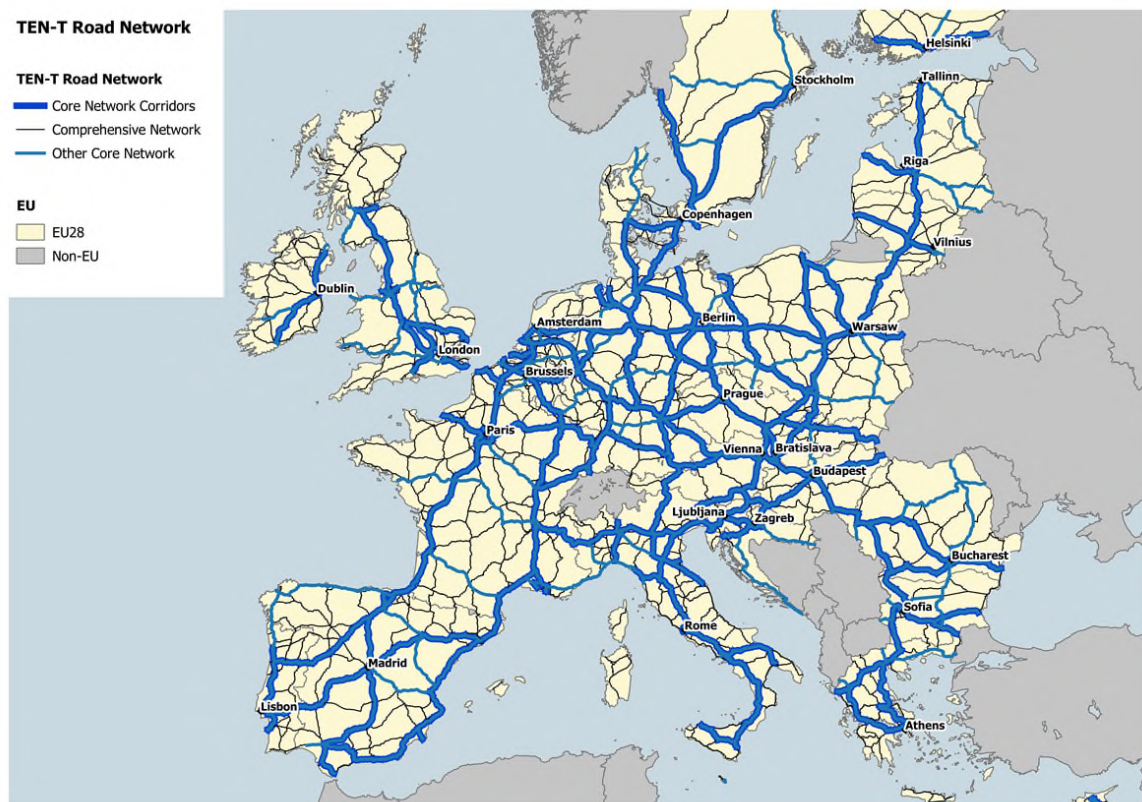 TEN-T Road Network
TEN-T Road Network
Core Network Corridors
Comprehensive Network
Other Core Network
EU
EU28
Non-EU
Helsinki
Tallinn
Stockholm
Riga
Copenhagen
Vilnius
Dublin
Amsterdam
Berlin
Warsaw
London
Brussels
Prague
Paris
Vienna
Bratislava
Budapest
Ljubljana
Zagreb
Bucharest
Sofia
Rome
Madrid
Lisbon
Athens